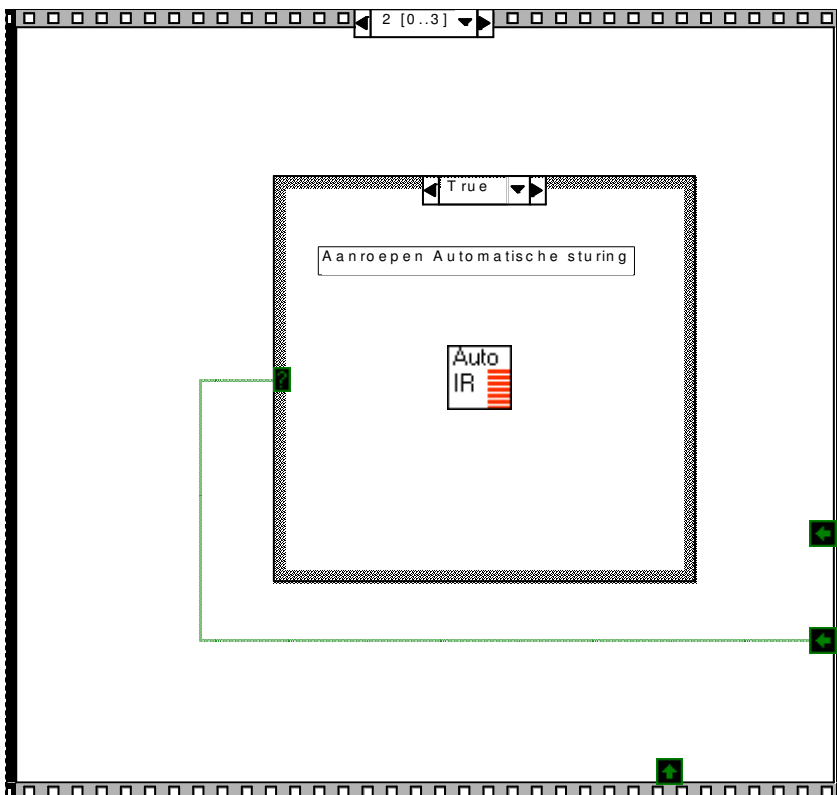 2 [0..3]
True
Aanroepen Automatische sturing
Auto
IR
?